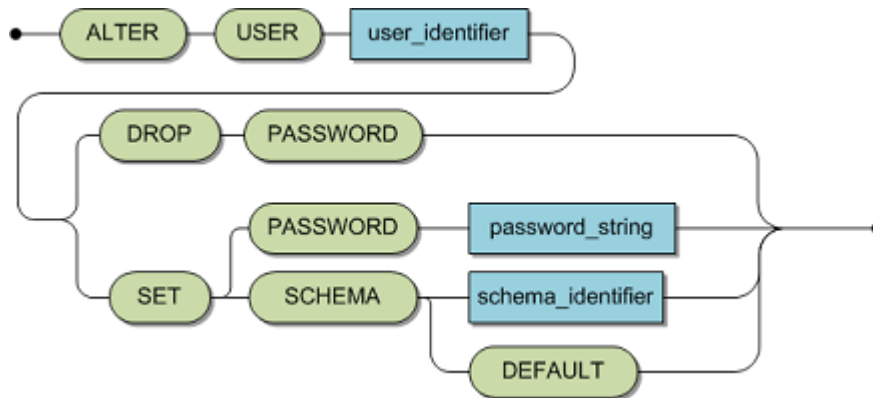 ALTER USER user_identifier
DROP PASSWORD
PASSWORD password_string
SET SCHEMA schema_identifier
DEFAULT